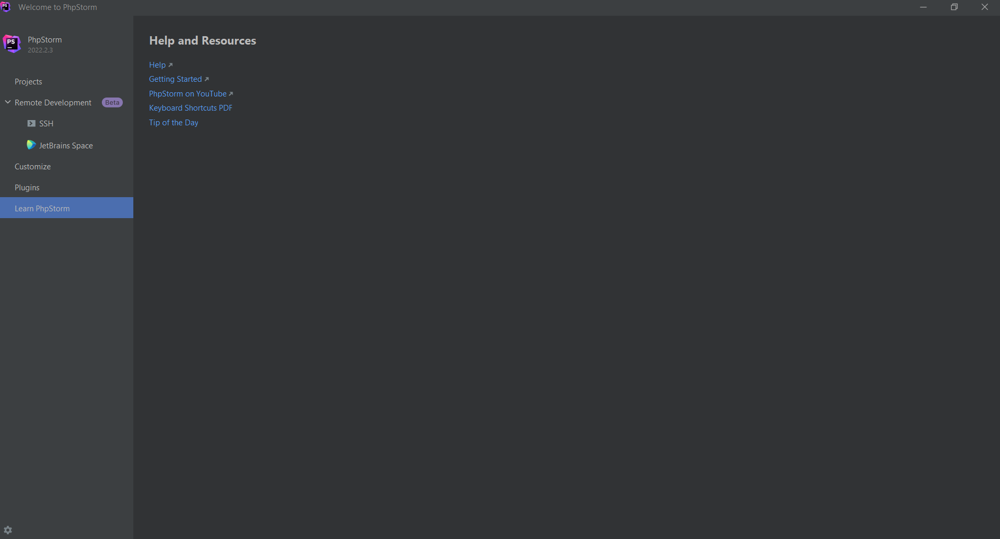 Welcome to PhpStorm
PhpStorm
2022.2.3
Projects
Remote Development Beta
SSH
JetBrains Space
Customize
Plugins
Learn PhpStorm
Help and Resources
Help
Getting Started
PhpStorm on YouTube
Keyboard Shortcuts PDF
Tip of the Day